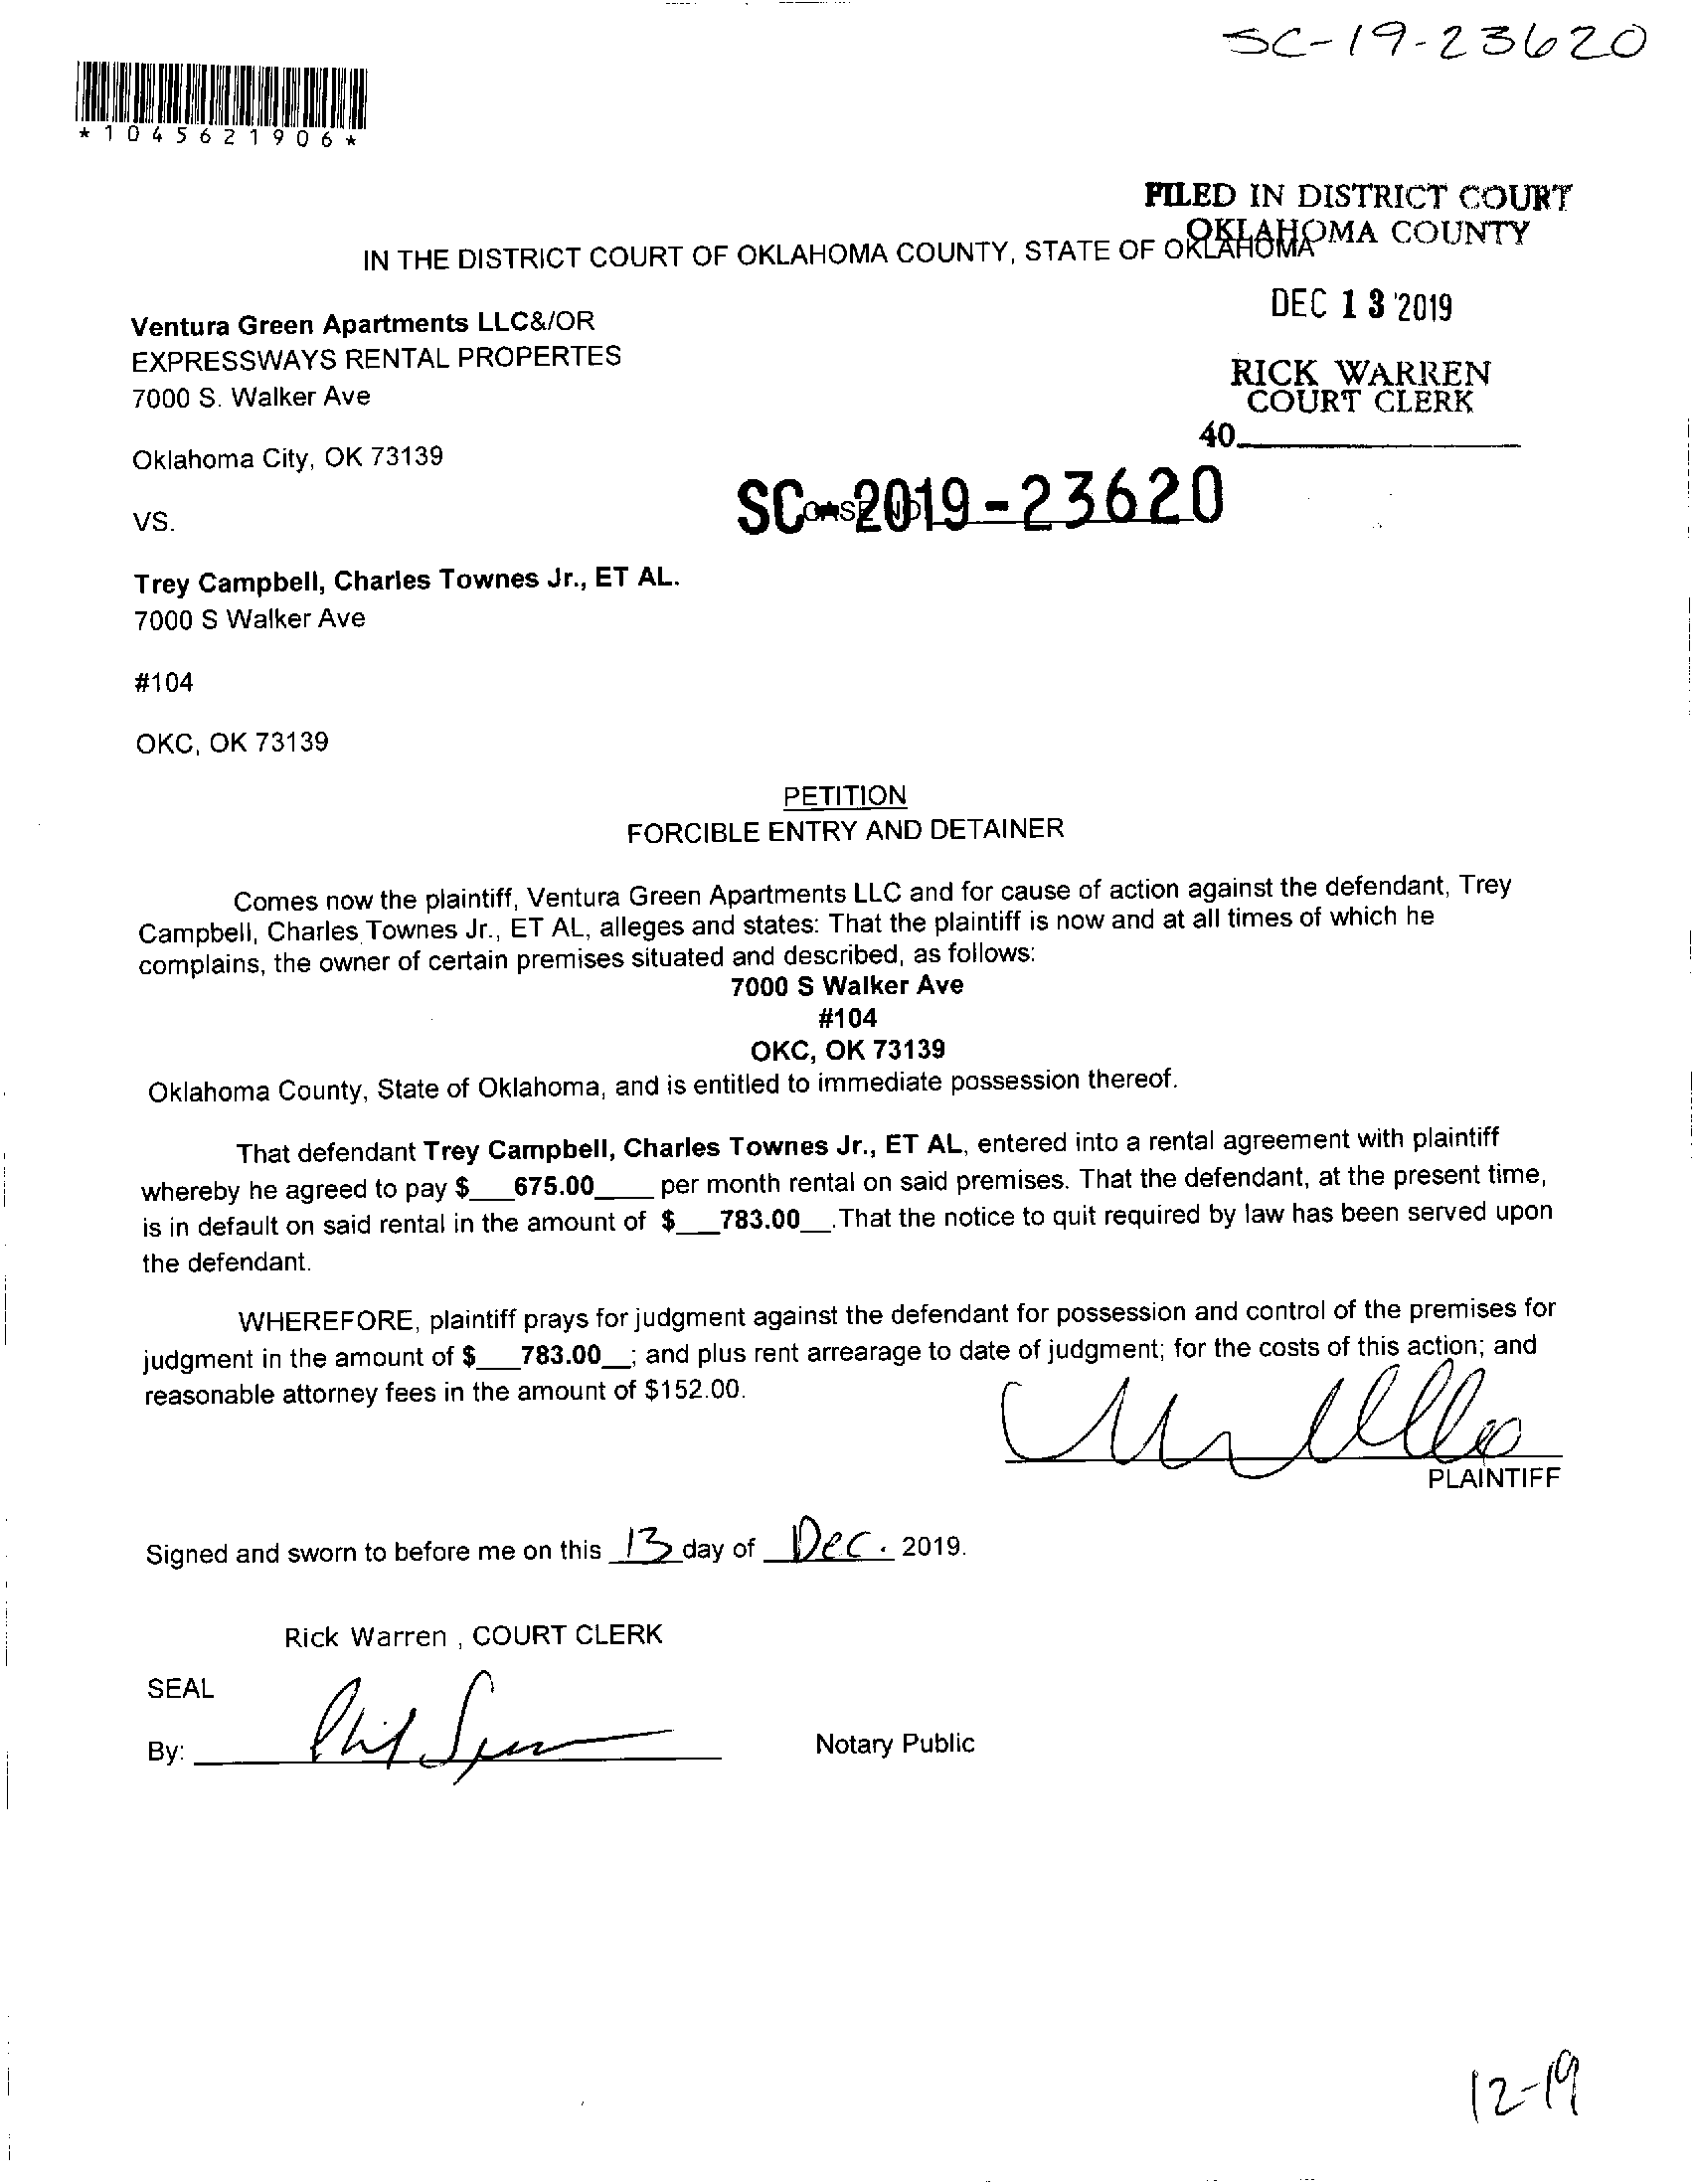 SC-19-23620
*1045621906*
FILED IN DISTRICT COURT
OKLAHOMA COUNTY
IN THE DISTRICT COURT OF OKLAHOMA COUNTY, STATE OF OKLAHOMA
DEC 13 2019
Ventura Green Apartments LLC&/OR
EXPRESSWAYS RENTAL PROPERTES
7000 S. Walker Ave
RICK WARREN
COURT CLERK
40
Oklahoma City, OK 73139
SC-2019-23620
VS.
Trey Campbell, Charles Townes Jr., ET AL.
7000 S Walker Ave
#104
OKC, OK 73139
PETITION
FORCIBLE ENTRY AND DETAINER
Comes now the plaintiff, Ventura Green Apartments LLC and for cause of action against the defendant, Trey
Campbell, Charles Townes Jr., ET AL, alleges and states: That the plaintiff is now and at all times of which he
complains, the owner of certain premises situated and described, as follows:
7000 S Walker Ave
#104
OKC, OK 73139
Oklahoma County, State of Oklahoma, and is entitled to immediate possession thereof.
That defendant Trey Campbell, Charles Townes Jr., ET AL, entered into a rental agreement with plaintiff
whereby he agreed to pay $___675.00____ per month rental on said premises. That the defendant, at the present time,
is in default on said rental in the amount of $___783.00__.That the notice to quit required by law has been served upon
the defendant.
WHEREFORE, plaintiff prays for judgment against the defendant for possession and control of the premises for
judgment in the amount of $___783.00__; and plus rent arrearage to date of judgment; for the costs of this action; and
reasonable attorney fees in the amount of $152.00.
PLAINTIFF
Signed and sworn to before me on this 13 day of Dec. 2019.
Rick Warren , COURT CLERK
SEAL
By:
Notary Public
12-19